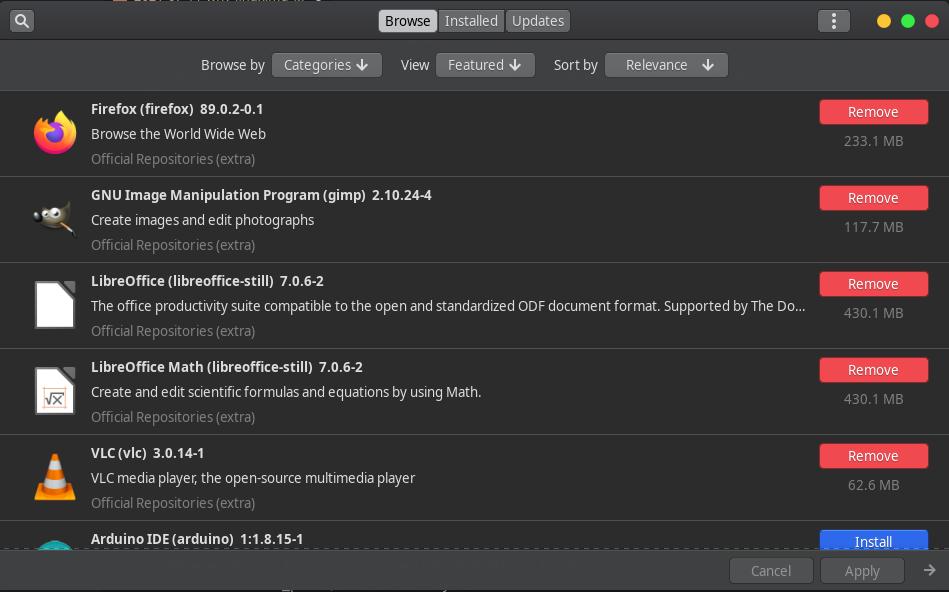 Browse Installed Updates
Browse by Categories View Featured Sort by Relevance
Firefox (firefox) 89.0.2-0.1
Remove
Browse the World Wide Web
233.1 MB
Official Repositories (extra)
GNU Image Manipulation Program (gimp) 2.10.24-4
Remove
Create images and edit photographs
117.7 MB
Official Repositories (extra)
LibreOffice (libreoffice-still) 7.0.6-2
Remove
The office productivity suite compatible to the open and standardized ODF document format. Supported by The Do...
430.1 MB
Official Repositories (extra)
LibreOffice Math (libreoffice-still) 7.0.6-2
Remove
Create and edit scientific formulas and equations by using Math.
430.1 MB
Official Repositories (extra)
VLC (vlc) 3.0.14-1
Remove
VLC media player, the open-source multimedia player
62.6 MB
Official Repositories (extra)
Arduino IDE (arduino) 1:1.8.15-1
Install
Cancel Apply